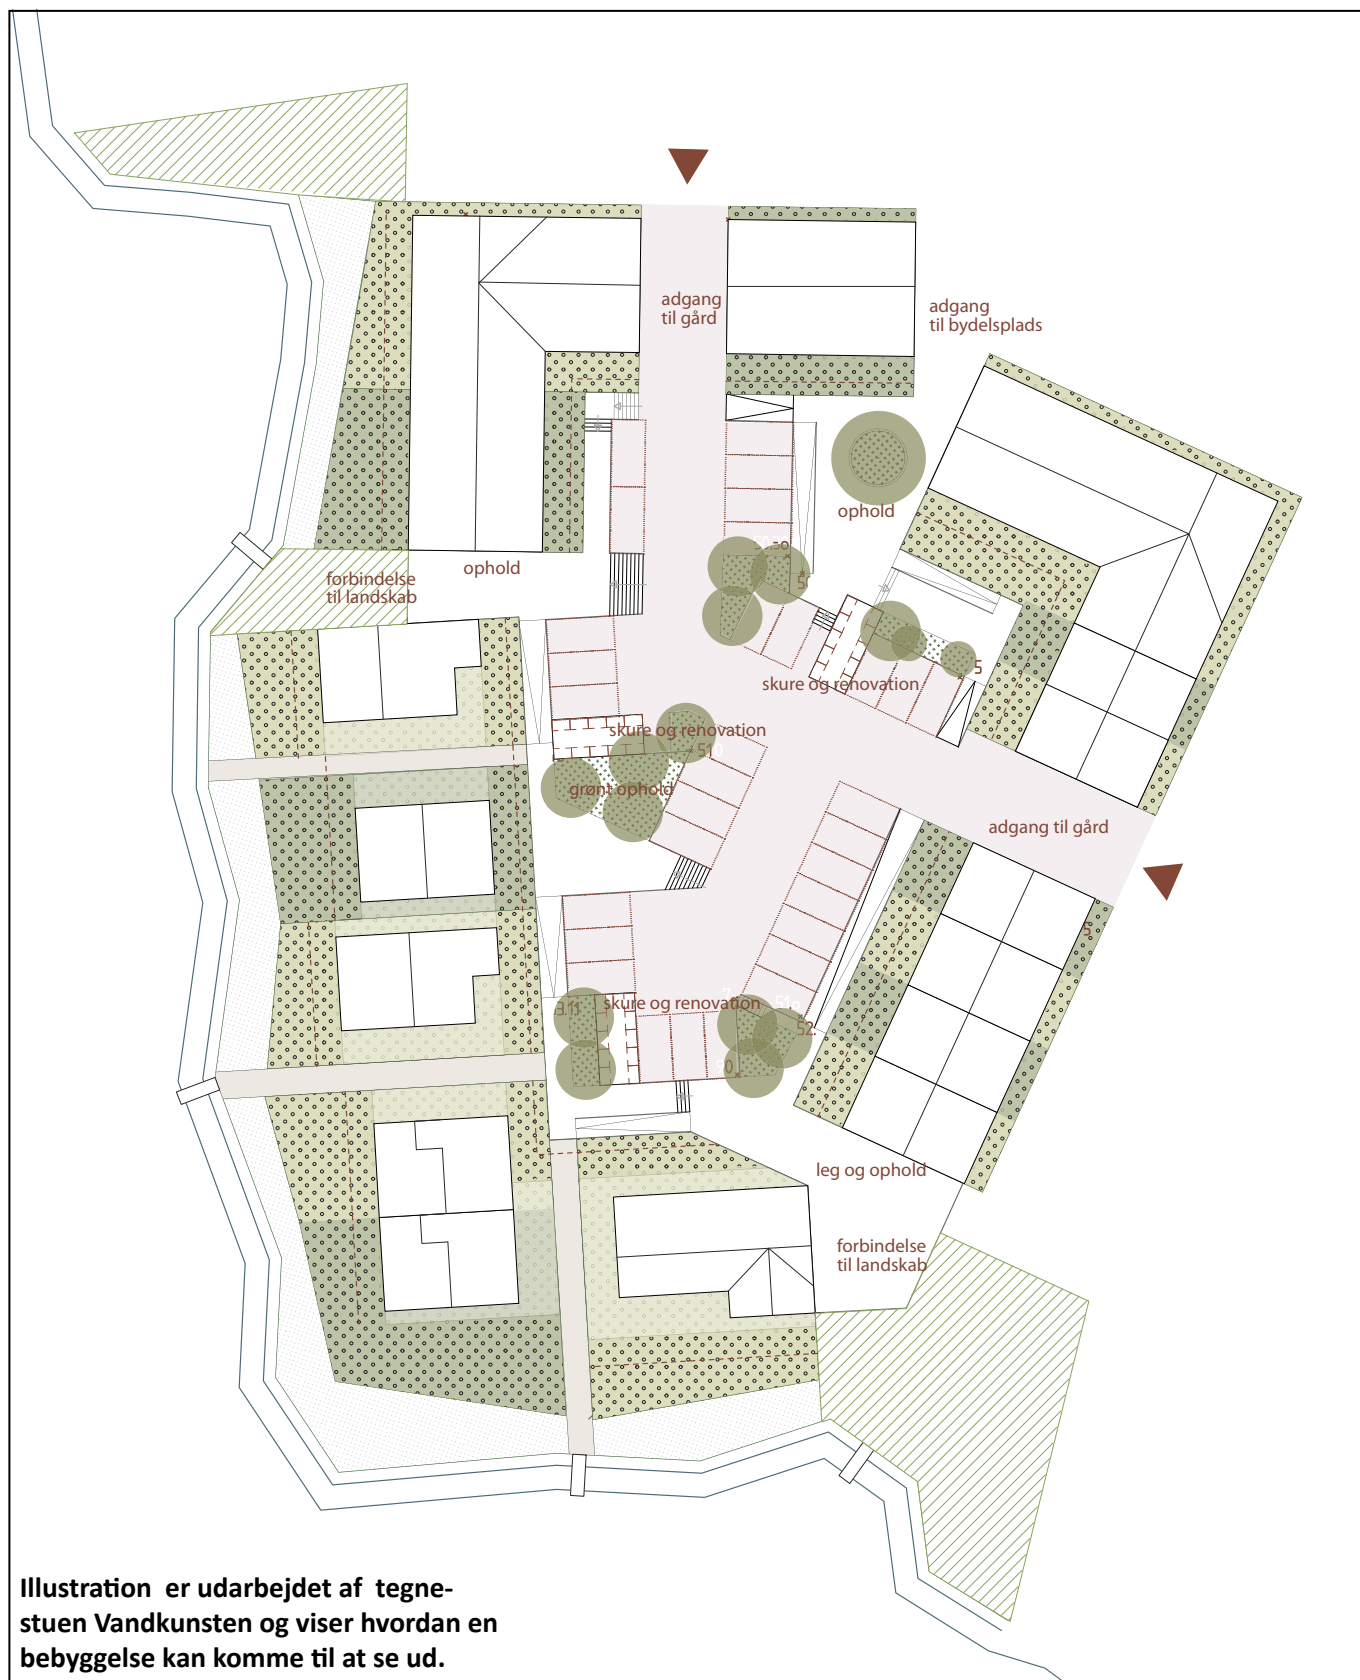 adgang
til gård
adgang
til bydelsplads
ophold
forbindelse
til landskab
ophold
skure og renovation
skure og renovation
510
grønt ophold
adgang til gård
skure og renovation
leg og ophold
forbindelse
til landskab
Illustration er udarbejdet af tegne-
stuen Vandkunsten og viser hvordan en
bebyggelse kan komme til at se ud.